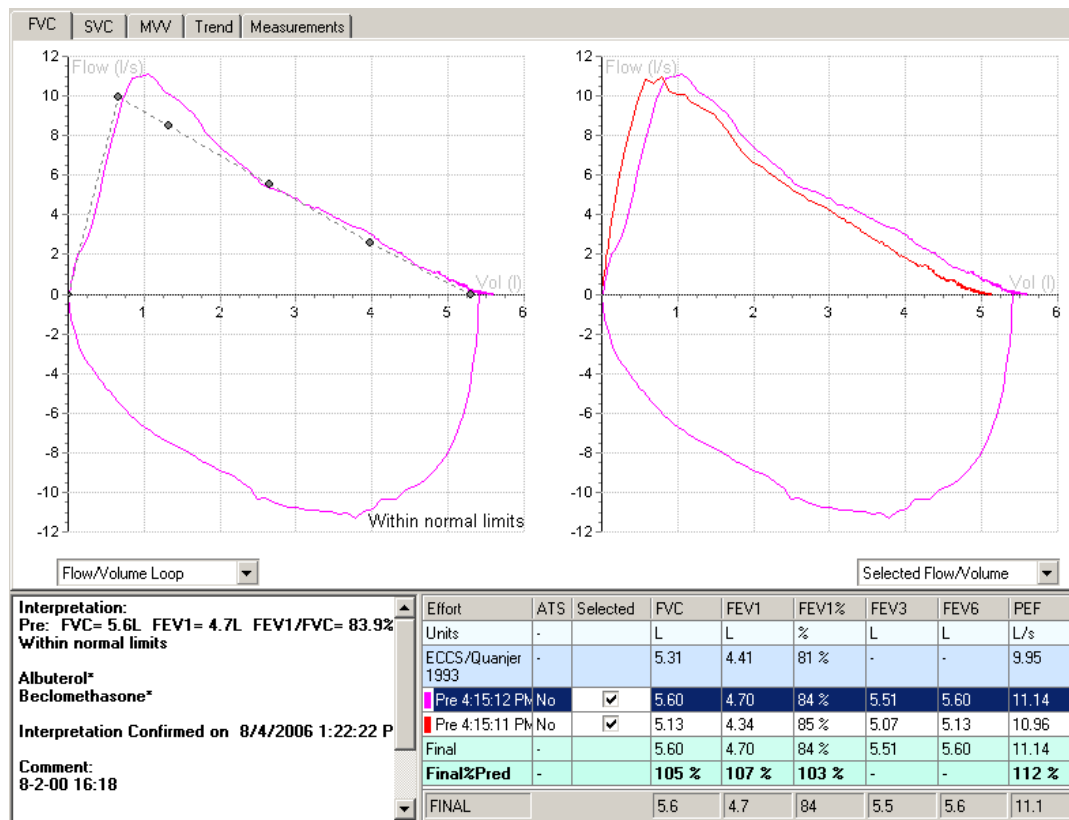 FVC SVC MVV Trend Measurements
12 Flow (l/s) 12 Flow (l/s)
10 10
8 8
6 6
4 4
2 2
Vol (l) Vol (l)
0 0
1 2 3 4 5 6 1 2 3 4 5 6
-2 -2
-4 -4
-6 -6
-8 -8
-10 -10
Within normal limits
-12 -12
Flow/Volume Loop Selected Flow/Volume
Interpretation:
Pre: FVC= 5.6L FEV1= 4.7L FEV1/FVC= 83.9%
Within normal limits
Albuterol*
Beclomethasone*
Interpretation Confirmed on 8/4/2006 1:22:22 P
Comment:
8-2-00 16:18
Effort ATS Selected FVC FEV1 FEV1% FEV3 FEV6 PEF
Units - L L % L L L/s
ECCS/Quanjer 1993 - 5.31 4.41 81 % - - 9.95
Pre 4:15:12 PM No 5.60 4.70 84 % 5.51 5.60 11.14
Pre 4:15:11 PM No 5.13 4.34 85 % 5.07 5.13 10.96
Final - 5.60 4.70 84 % 5.51 5.60 11.14
Final%Pred - 105 % 107 % 103 % - - 112 %
FINAL 5.6 4.7 84 5.5 5.6 11.1